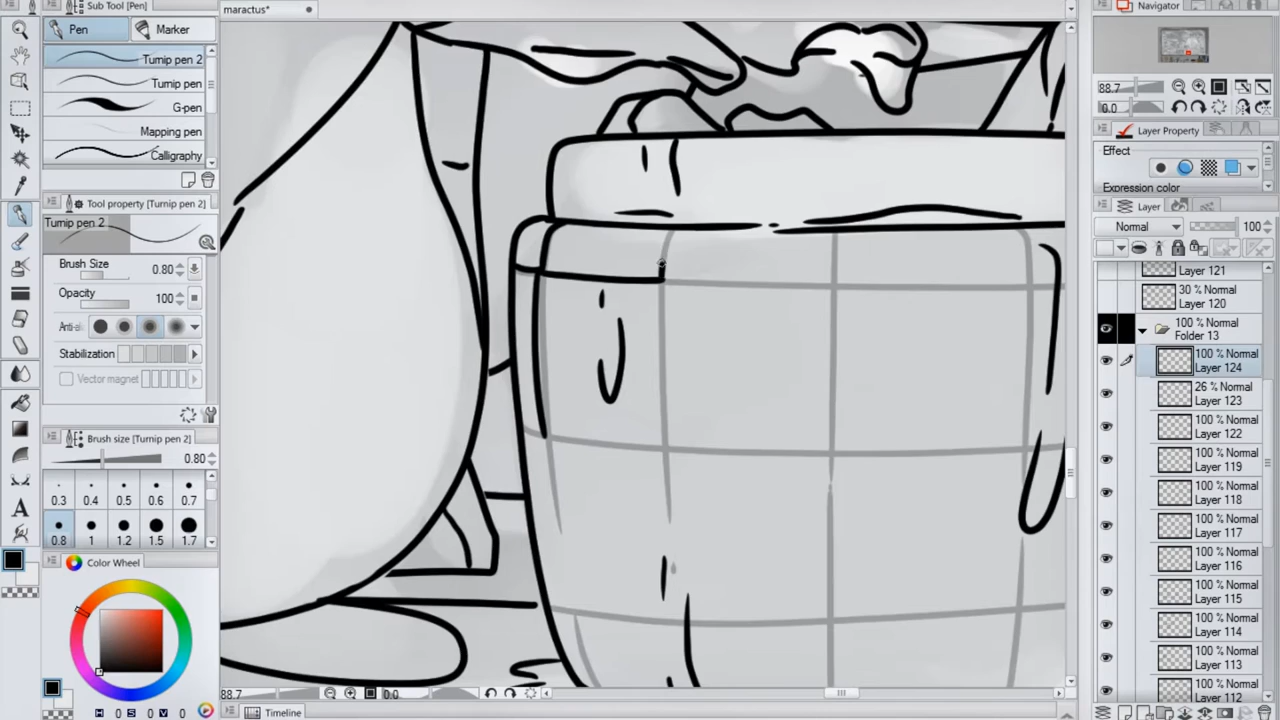 Sub Tool [Pen]
maractus*
Navigator
Pen
Marker
Turnip pen 2
Turnip pen
G-pen
Mapping pen
Calligraphy
88.7
0.0
Layer Property
Effect
Expression color
Tool property [Turnip pen 2]
Turnip pen 2
Brush Size 0.80
Opacity 100
Anti-al
Stabilization
Vector magnet
Layer
Normal 100
Layer 121
30 % Normal
Layer 120
100 % Normal
Folder 13
100 % Normal
Layer 124
26 % Normal
Layer 123
100 % Normal
Layer 122
100 % Normal
Layer 119
100 % Normal
Layer 118
100 % Normal
Layer 117
100 % Normal
Layer 116
100 % Normal
Layer 115
100 % Normal
Layer 114
100 % Normal
Layer 113
100 % Normal
Layer 112
Brush size [Turnip pen 2]
0.80
0.3 0.4 0.5 0.6 0.7
0.8 1 1.2 1.5 1.7
Color Wheel
H 0 S 0 V 0
88.7 0.0
Timeline